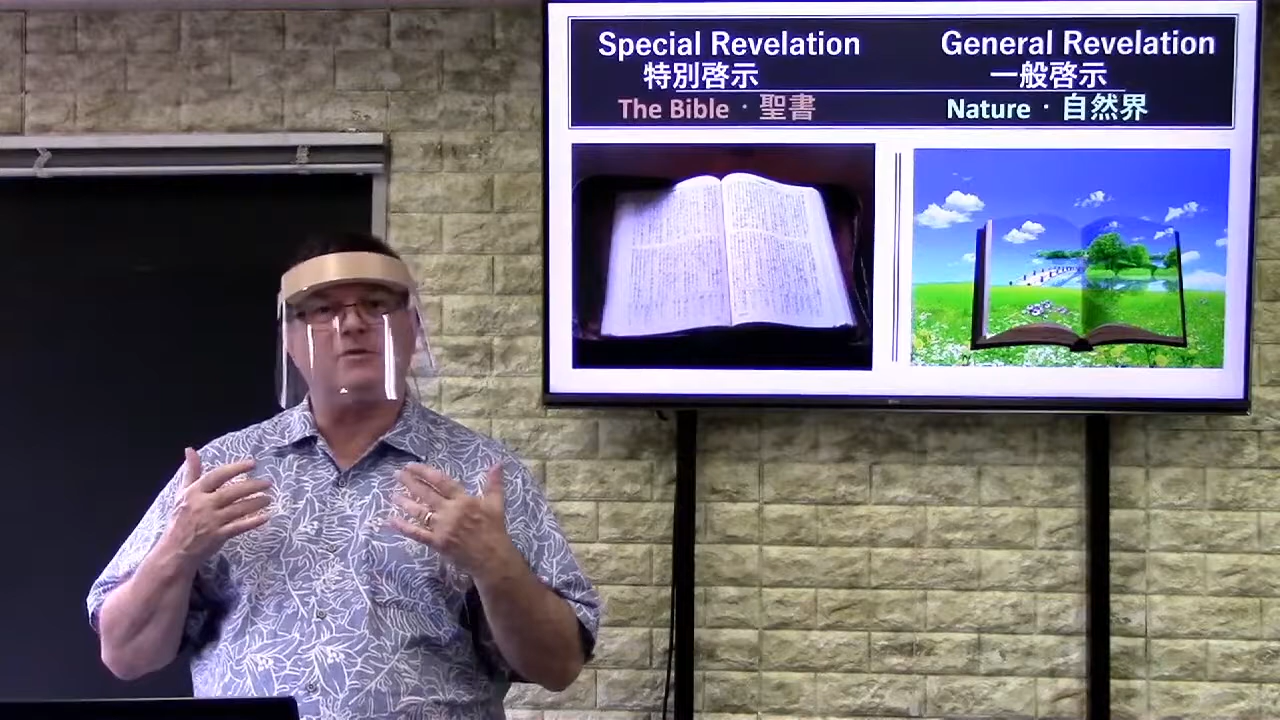 Special Revelation
特別啓示
The Bible・聖書
General Revelation
一般啓示
Nature・自然界